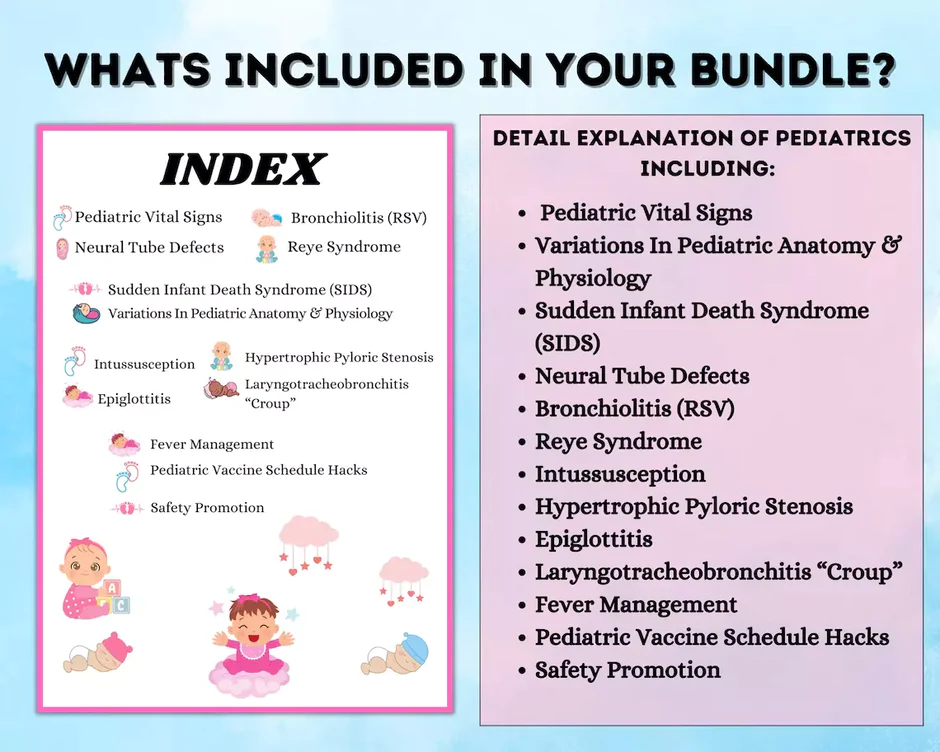 WHATS INCLUDED IN YOUR BUNDLE?
INDEX
Pediatric Vital Signs
Bronchiolitis (RSV)
Neural Tube Defects
Reye Syndrome
Sudden Infant Death Syndrome (SIDS)
Variations In Pediatric Anatomy & Physiology
Intussusception
Hypertrophic Pyloric Stenosis
Epiglottitis
Laryngotracheobronchitis
“Croup”
Fever Management
Pediatric Vaccine Schedule Hacks
Safety Promotion
A
C
DETAIL EXPLANATION OF PEDIATRICS
INCLUDING:
• Pediatric Vital Signs
• Variations In Pediatric Anatomy &
Physiology
• Sudden Infant Death Syndrome
(SIDS)
• Neural Tube Defects
• Bronchiolitis (RSV)
• Reye Syndrome
• Intussusception
• Hypertrophic Pyloric Stenosis
• Epiglottitis
• Laryngotracheobronchitis “Croup”
• Fever Management
• Pediatric Vaccine Schedule Hacks
• Safety Promotion